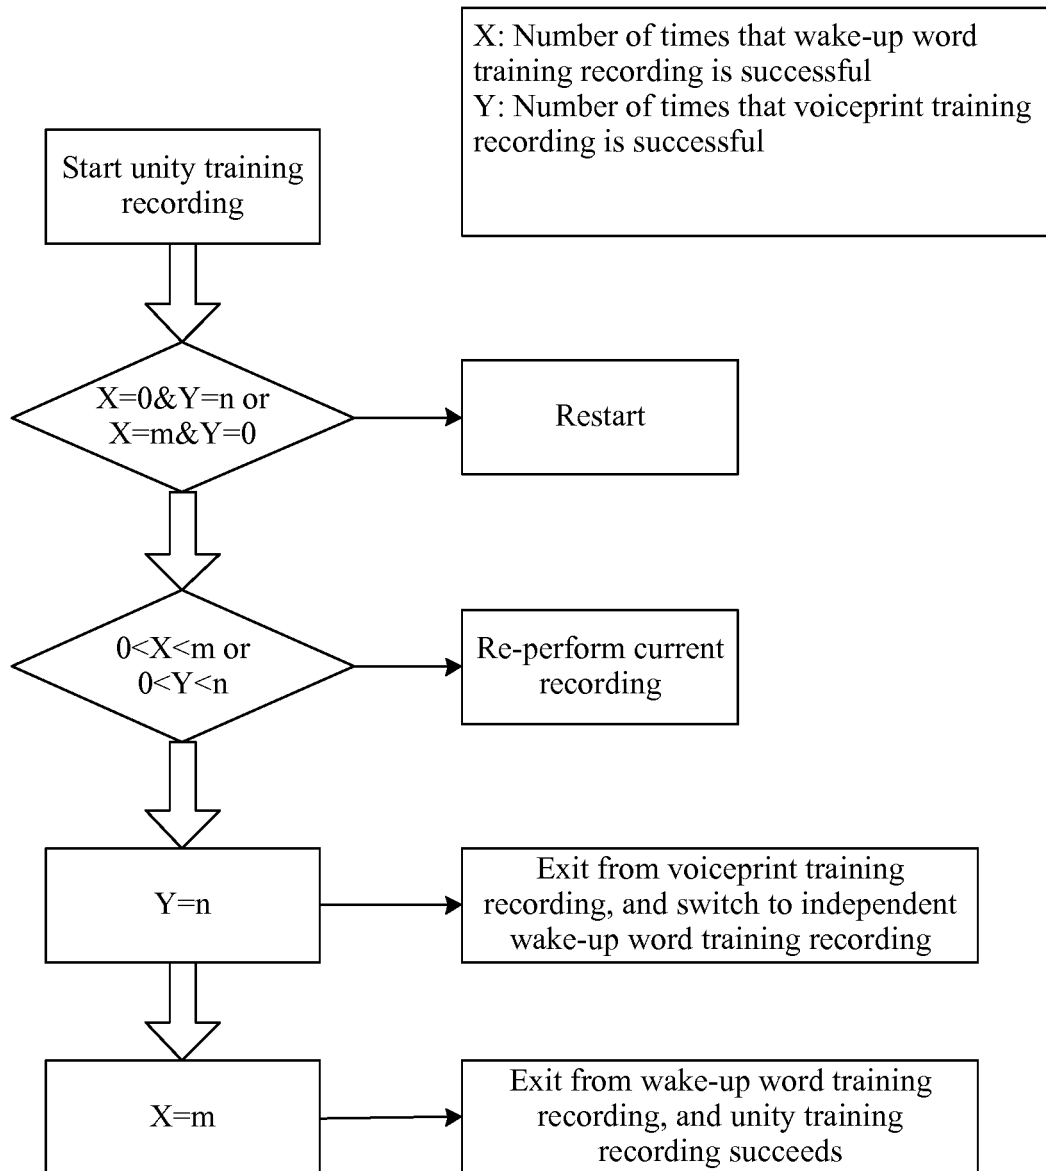 X: Number of times that wake-up word
training recording is successful
Y: Number of times that voiceprint training
recording is successful
Start unity training
recording
X=0&Y=n or
X=m&Y=0
Restart
0<X<m or
0<Y<n
Re-perform current
recording
Y=n
Exit from voiceprint training
recording, and switch to independent
wake-up word training recording
X=m
Exit from wake-up word training
recording, and unity training
recording succeeds